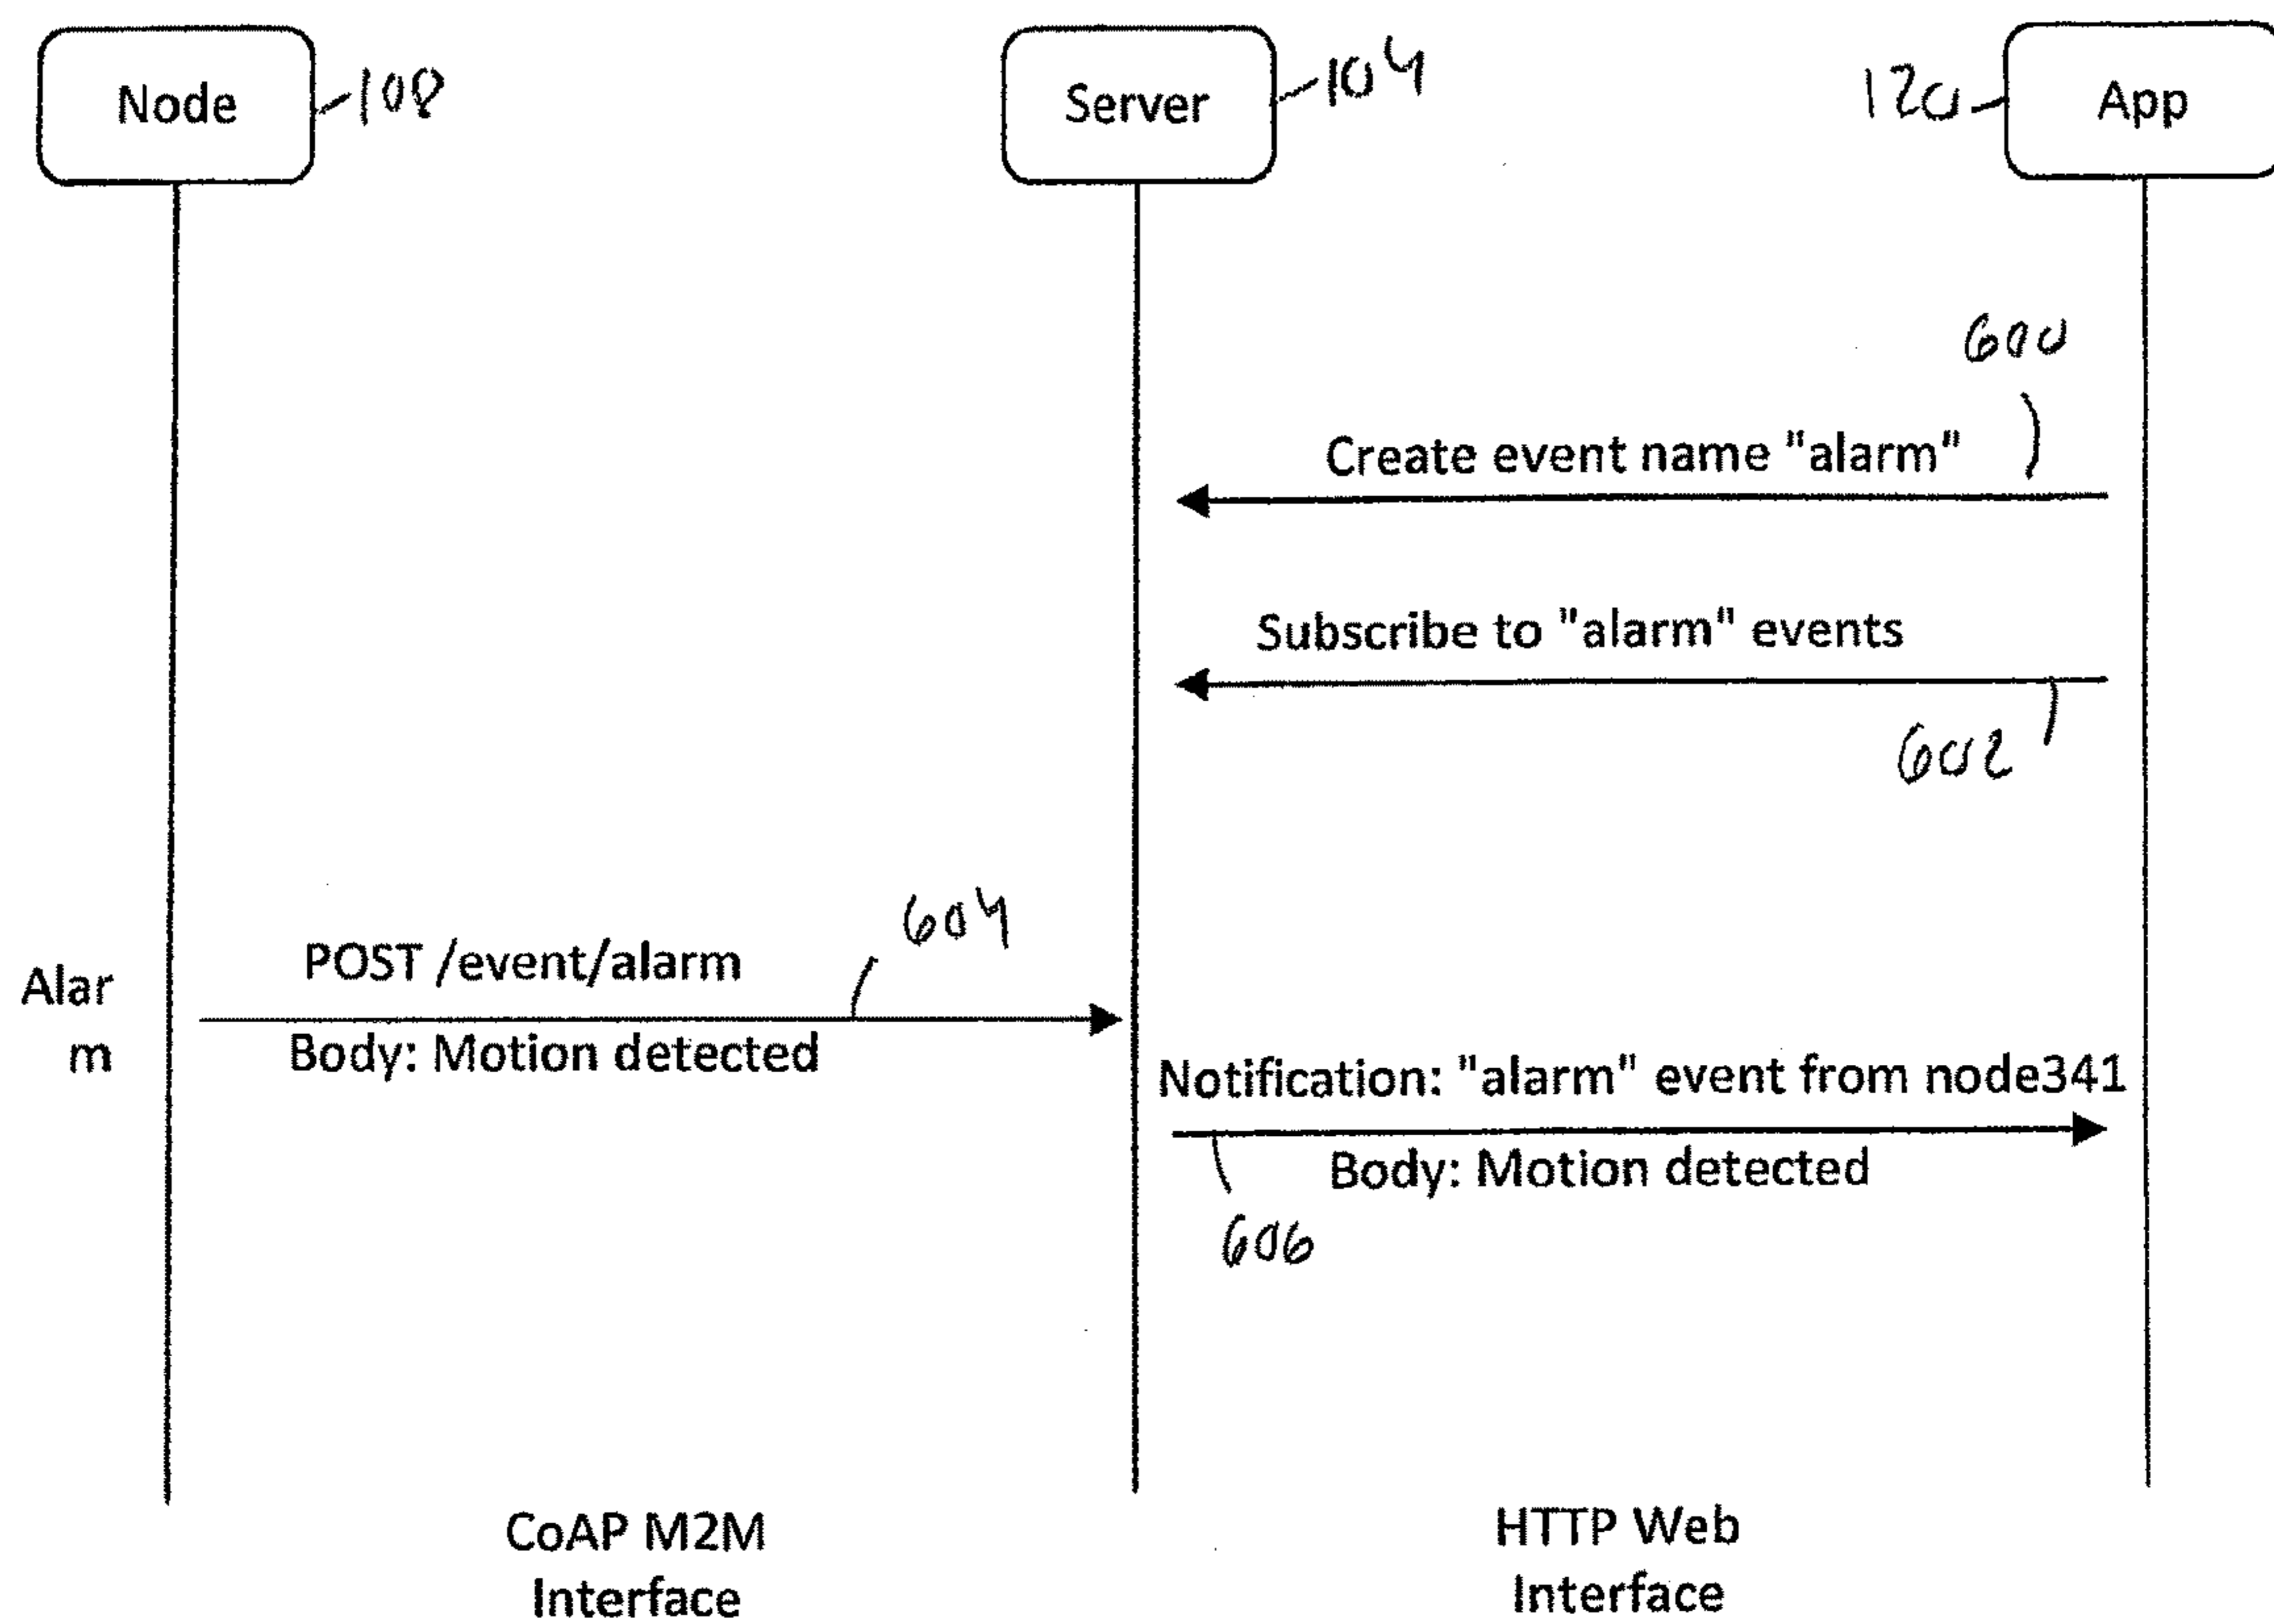 Node
108
Server
104
120
App
600
Create event name "alarm"
Subscribe to "alarm" events
602
604
POST /event/alarm
Alar
m
Body: Motion detected
Notification: "alarm" event from node341
Body: Motion detected
606
CoAP M2M
Interface
HTTP Web
Interface